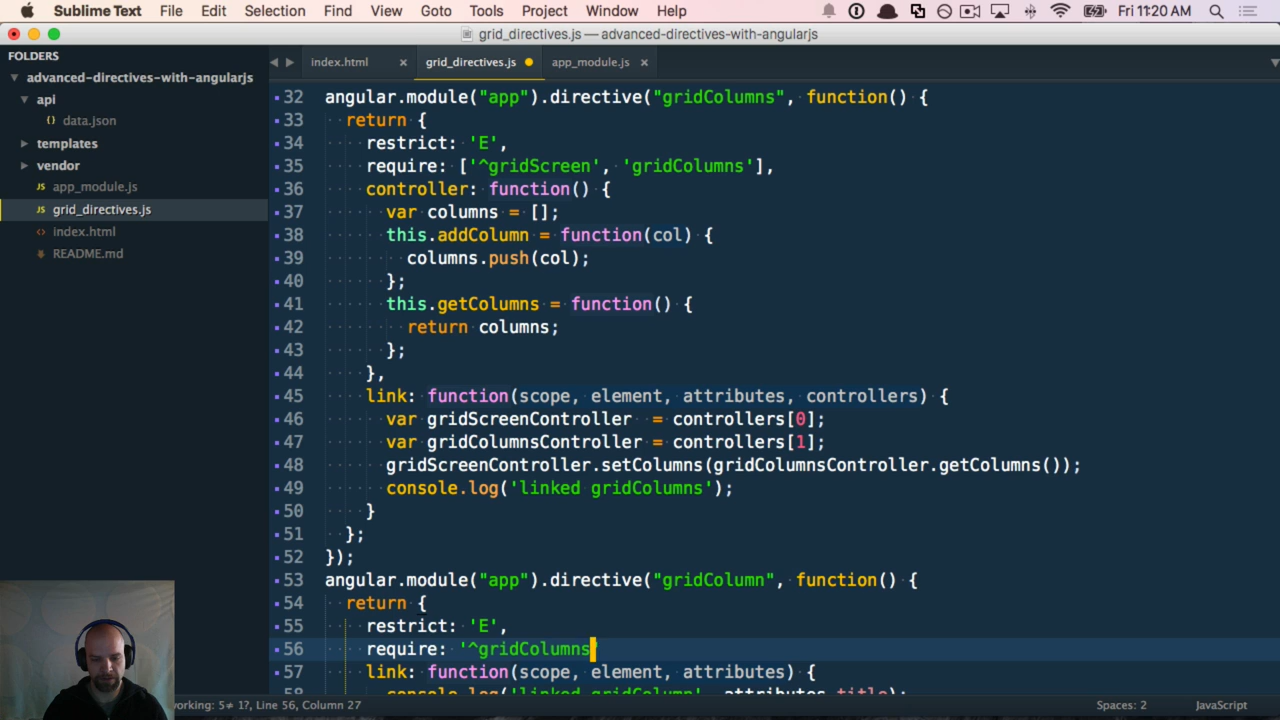 Sublime Text File Edit Selection Find View Goto Tools Project Window Help Fri 11:20 AM
grid_directives.js — advanced-directives-with-angularjs
FOLDERS
advanced-directives-with-angularjs
api
data.json
templates
vendor
app_module.js
grid_directives.js
index.html
README.md
index.html grid_directives.js app_module.js
32 angular.module("app").directive("gridColumns", function() {
33 return {
34 restrict: 'E',
35 require: ['^gridScreen', 'gridColumns'],
36 controller: function() {
37 var columns = [];
38 this.addColumn = function(col) {
39 columns.push(col);
40 };
41 this.getColumns = function() {
42 return columns;
43 };
44 },
45 link: function(scope, element, attributes, controllers) {
46 var gridScreenController = controllers[0];
47 var gridColumnsController = controllers[1];
48 gridScreenController.setColumns(gridColumnsController.getColumns());
49 console.log('linked gridColumns');
50 }
51 };
52 });
53 angular.module("app").directive("gridColumn", function() {
54 return {
55 restrict: 'E',
56 require: '^gridColumns'
57 link: function(scope, element, attributes) {
58 console.log('linked gridColumn', attributes.title);
orking: 5≠ 1?, Line 56, Column 27 Spaces: 2 JavaScript